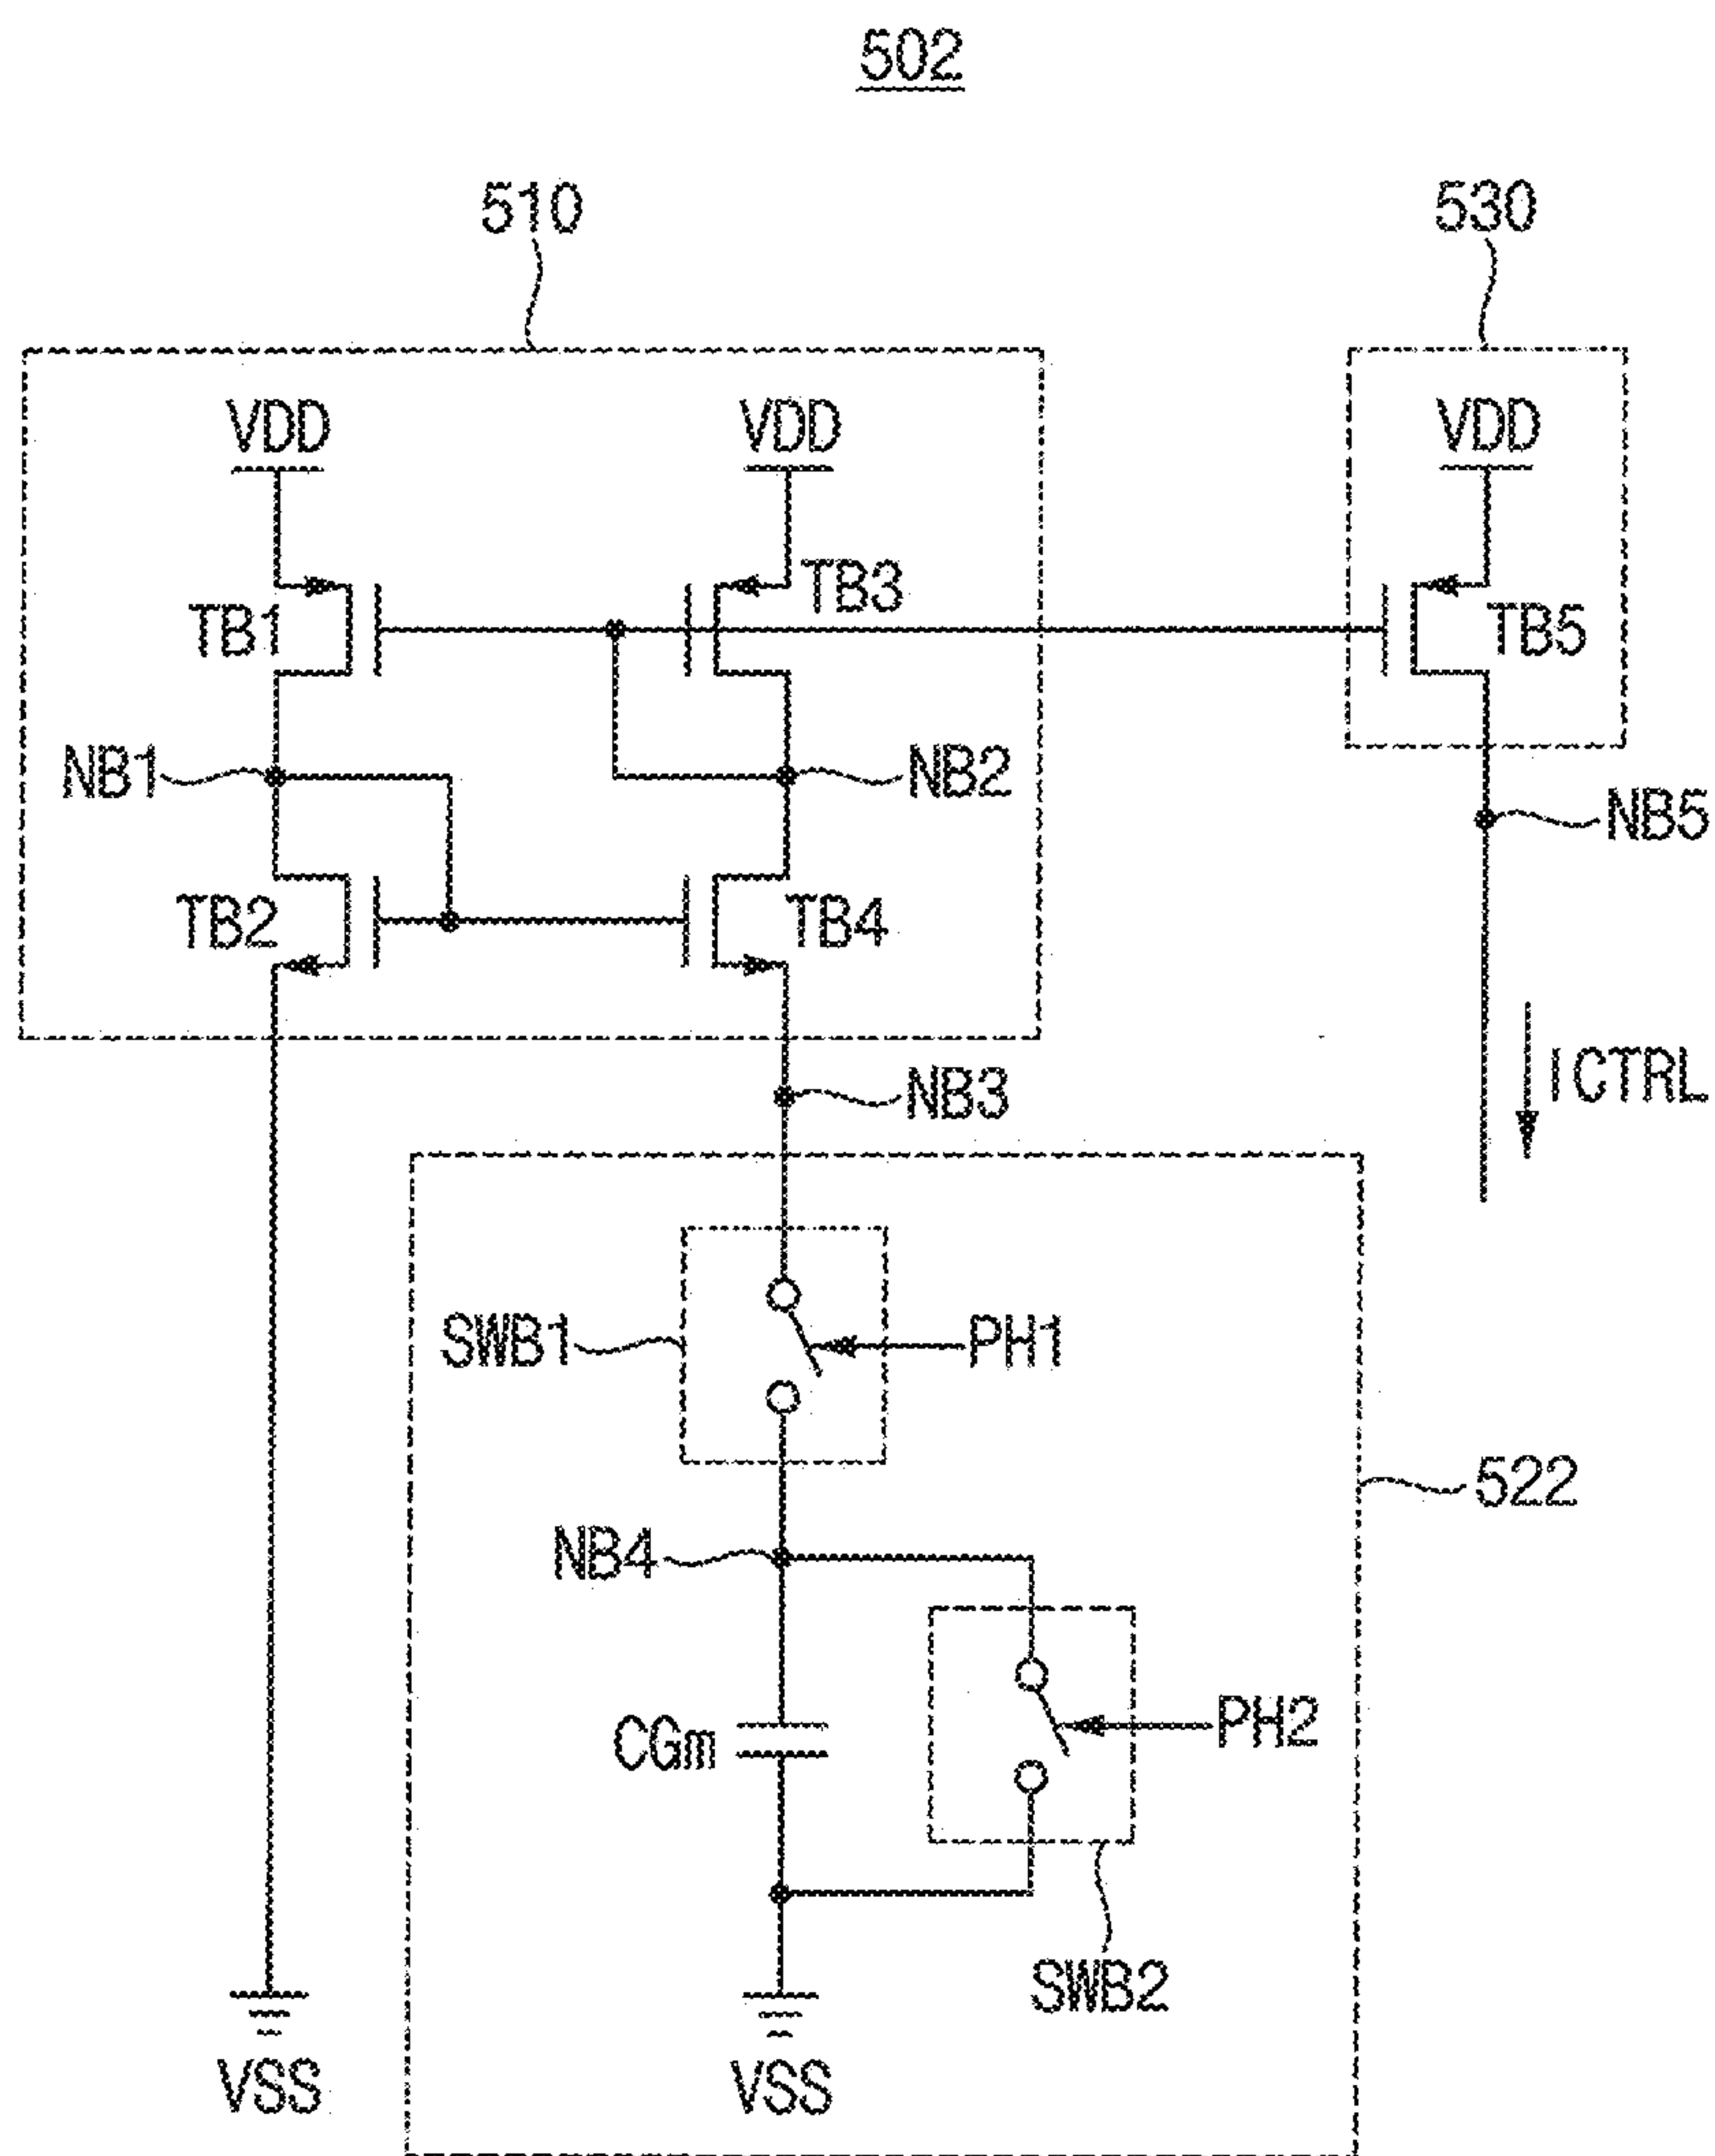 502
510
530
VDD
VDD
VDD
TB1
TB3
TB5
NB1
NB2
NB5
TB2
TB4
NB3
ICTRL
SWB1
PH1
522
NB4
CGm
PH2
SWB2
VSS
VSS